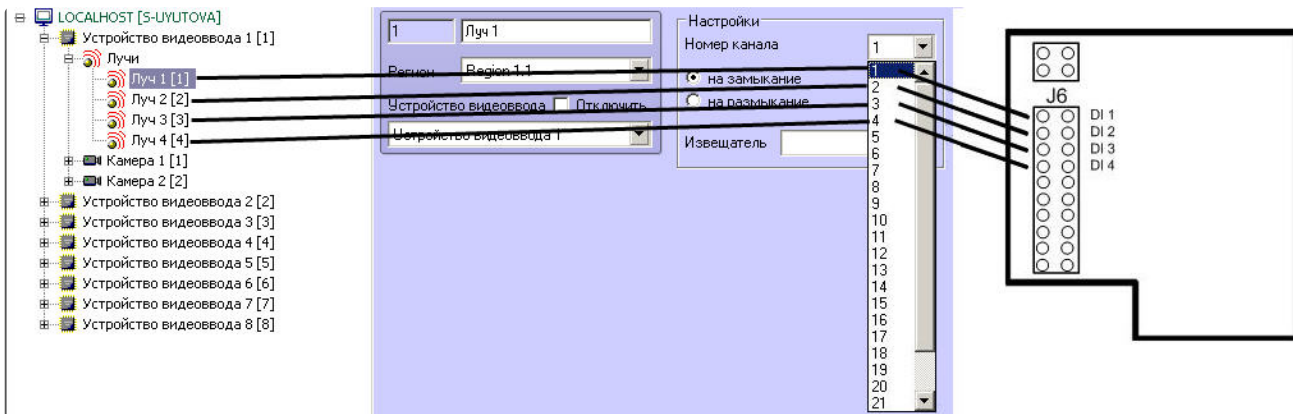 LOCALHOST [S-UYUTOVA]
Устройство видеоввода 1 [1]
Лучи
Луч 1 [1]
Луч 2 [2]
Луч 3 [3]
Луч 4 [4]
Камера 1 [1]
Камера 2 [2]
Устройство видеоввода 2 [2]
Устройство видеоввода 3 [3]
Устройство видеоввода 4 [4]
Устройство видеоввода 5 [5]
Устройство видеоввода 6 [6]
Устройство видеоввода 7 [7]
Устройство видеоввода 8 [8]
1 Луч 1
Регион Region 1.1
Устройство видеоввода Отключить
Устройство видеоввода 1
Настройки
Номер канала 1
на замыкание
на размыкание
Извещатель
1
2
3
4
5
6
7
8
9
10
11
12
13
14
15
16
17
18
19
20
21
J6
DI 1
DI 2
DI 3
DI 4